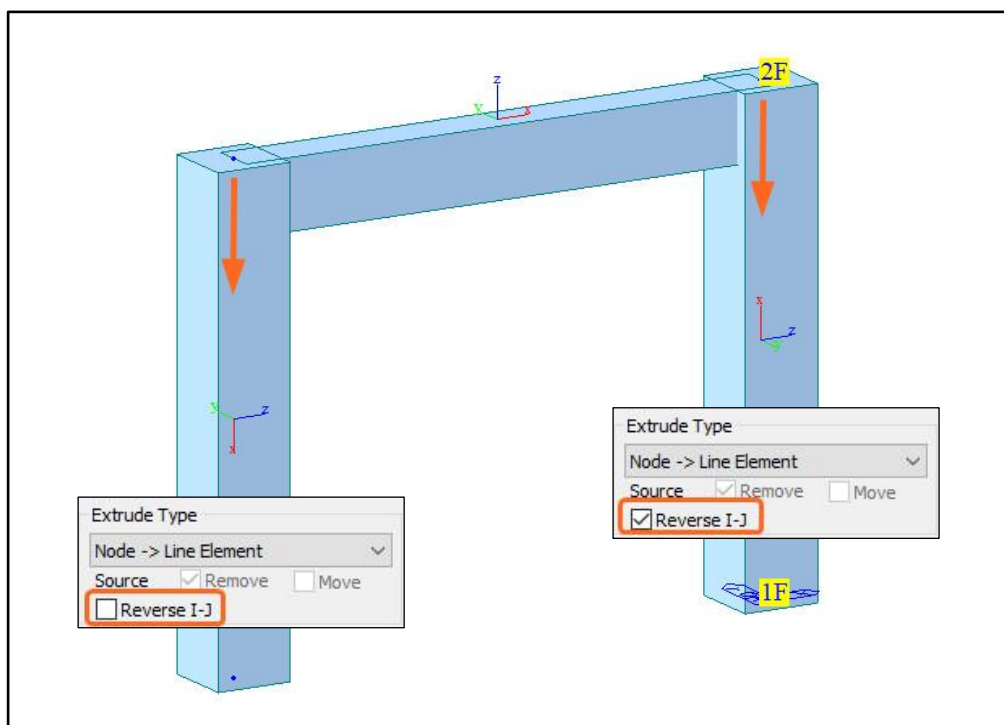 2F
z
y
x
x
z
y
y
z
x
Extrude Type
Node -> Line Element
Source Remove Move
Reverse I-J
1F
Extrude Type
Node -> Line Element
Source Remove Move
Reverse I-J